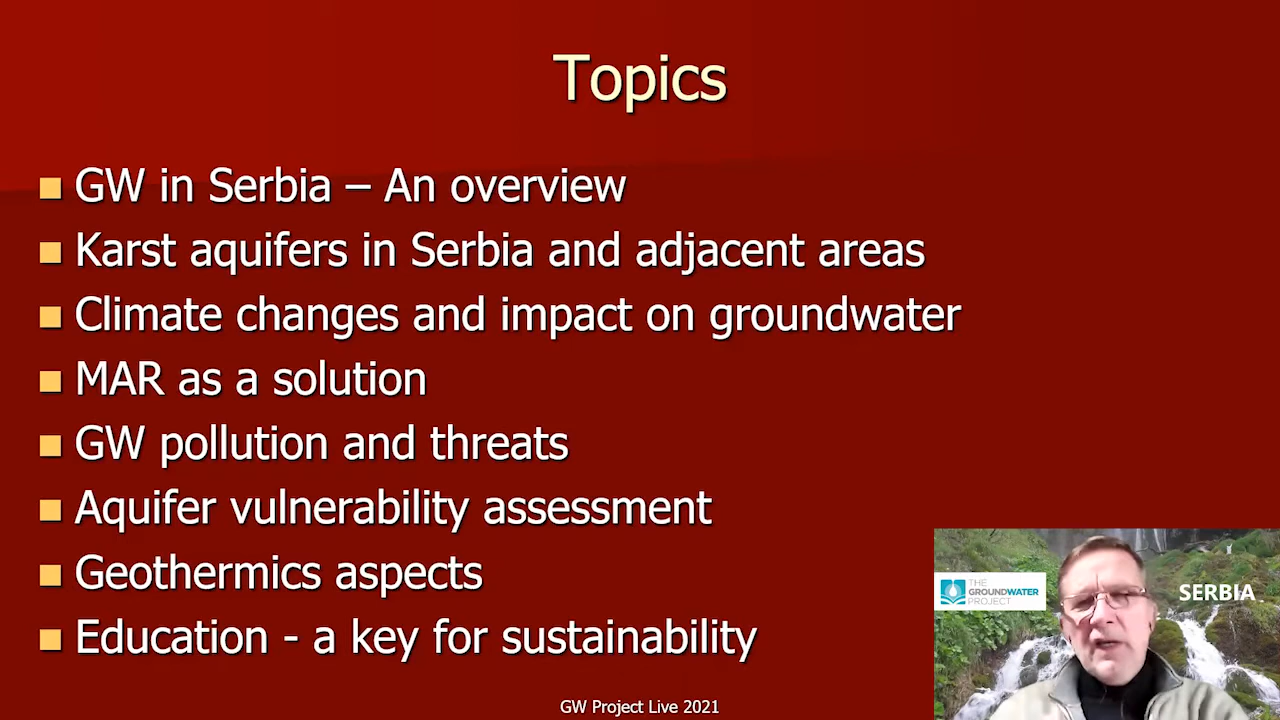 Topics
GW in Serbia – An overview
Karst aquifers in Serbia and adjacent areas
Climate changes and impact on groundwater
MAR as a solution
GW pollution and threats
Aquifer vulnerability assessment
Geothermics aspects
Education - a key for sustainability
THE
GROUNDWATER
PROJECT
SERBIA
GW Project Live 2021